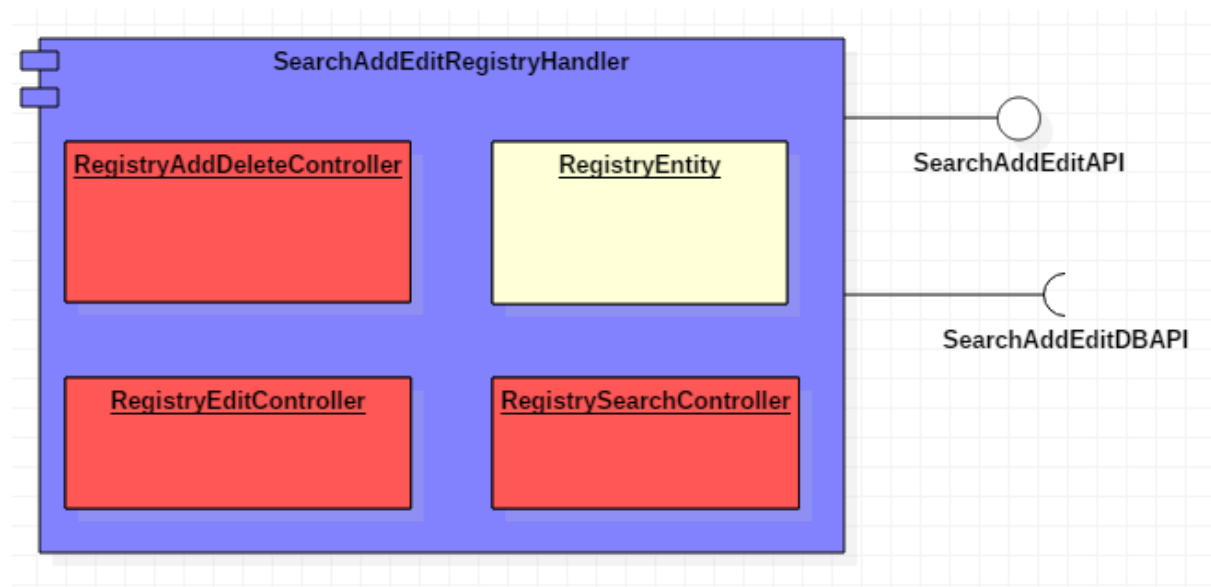 SearchAddEditRegistryHandler
RegistryAddDeleteController
RegistryEntity
SearchAddEditAPI
SearchAddEditDBAPI
RegistryEditController
RegistrySearchController